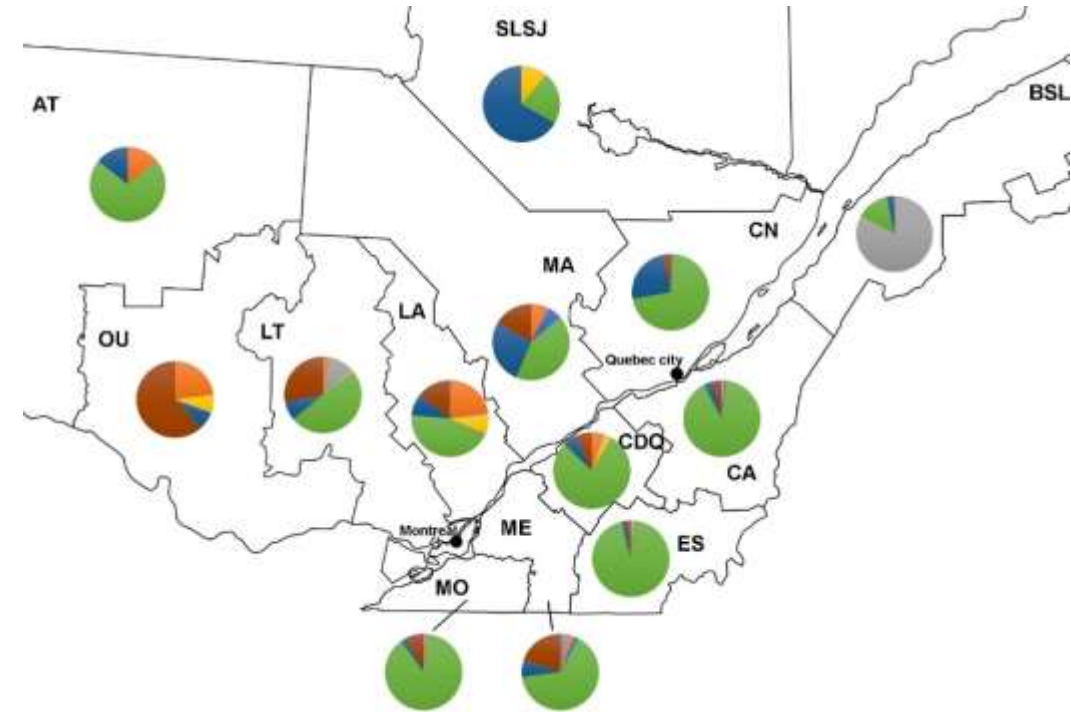 SLSJ
BSL
AT
CN
MA
LA
LT
OU
Quebec city
CDQ
CA
Montreal
ME
ES
MO